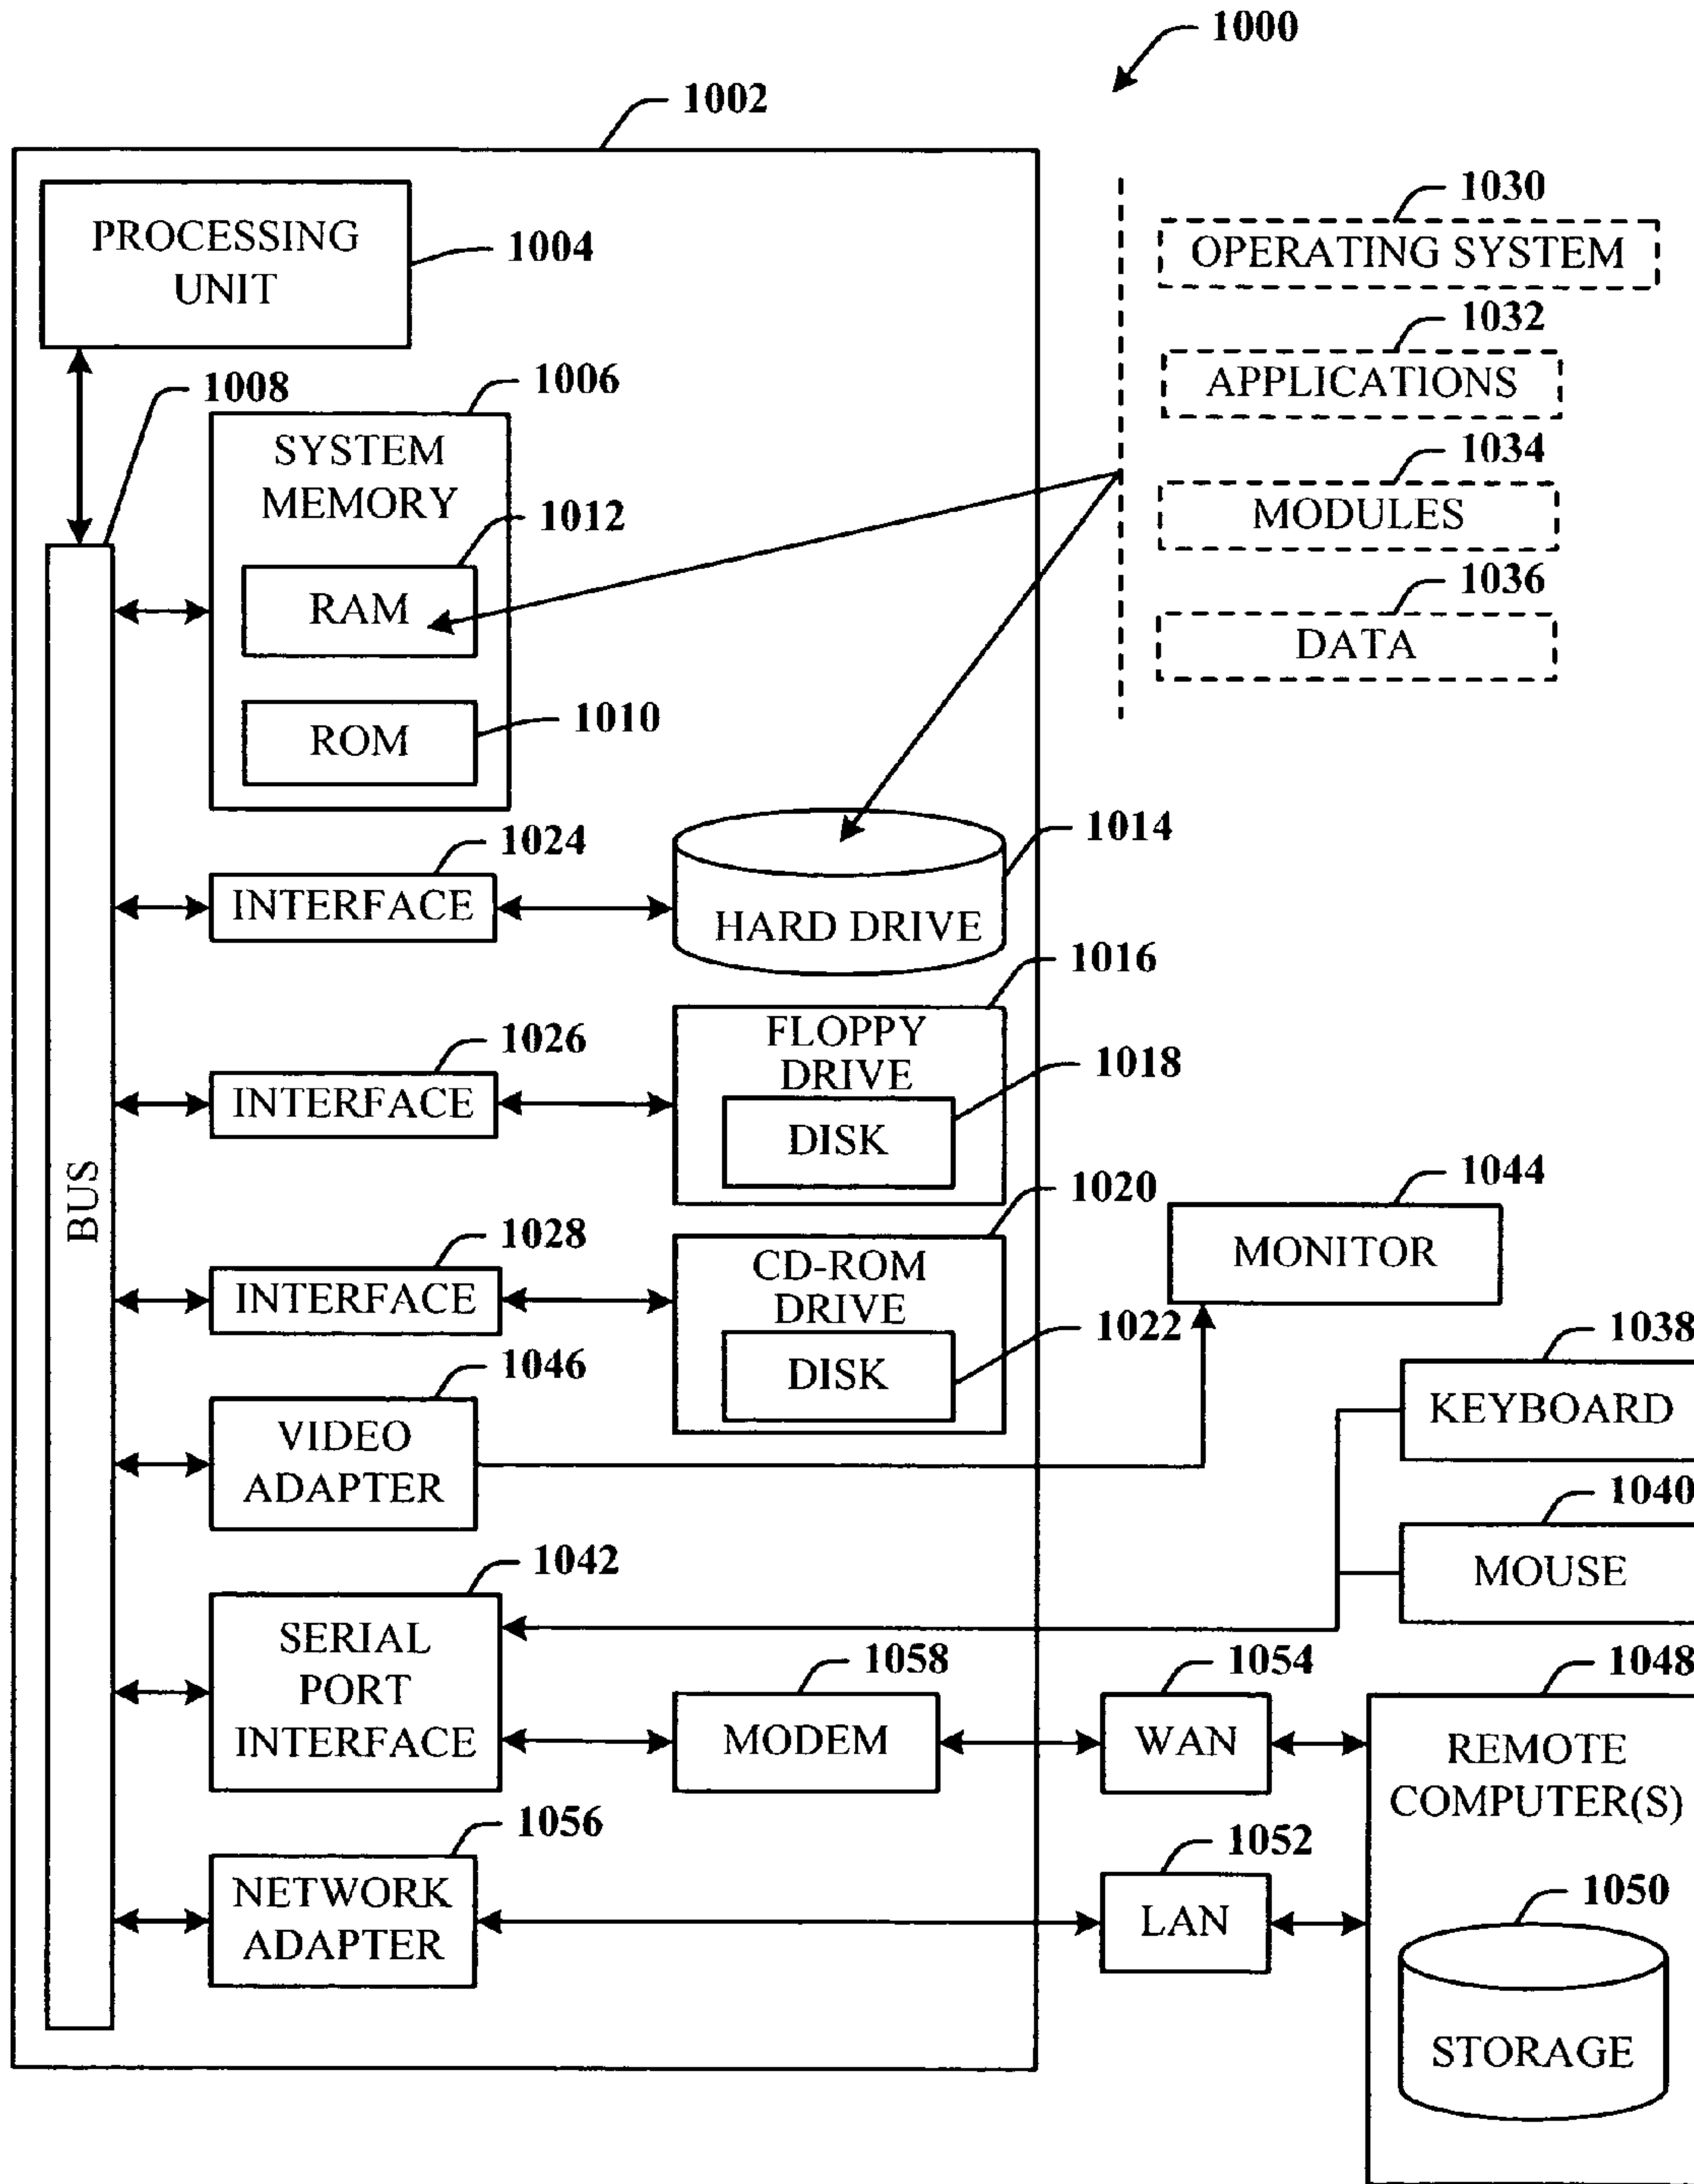 1000
1002
PROCESSING
UNIT
1004
1030
OPERATING SYSTEM
1032
APPLICATIONS
1034
MODULES
1036
DATA
1008
1006
SYSTEM
MEMORY
1012
RAM
1010
ROM
1024
INTERFACE
1014
HARD DRIVE
1016
FLOPPY
DRIVE
1026
INTERFACE
1018
DISK
BUS
1020
CD-ROM
DRIVE
1028
INTERFACE
1022
DISK
1044
MONITOR
1046
VIDEO
ADAPTER
1038
KEYBOARD
1040
MOUSE
1042
SERIAL
PORT
INTERFACE
1058
MODEM
1054
WAN
1048
REMOTE
COMPUTER(S)
1056
NETWORK
ADAPTER
1052
LAN
1050
STORAGE